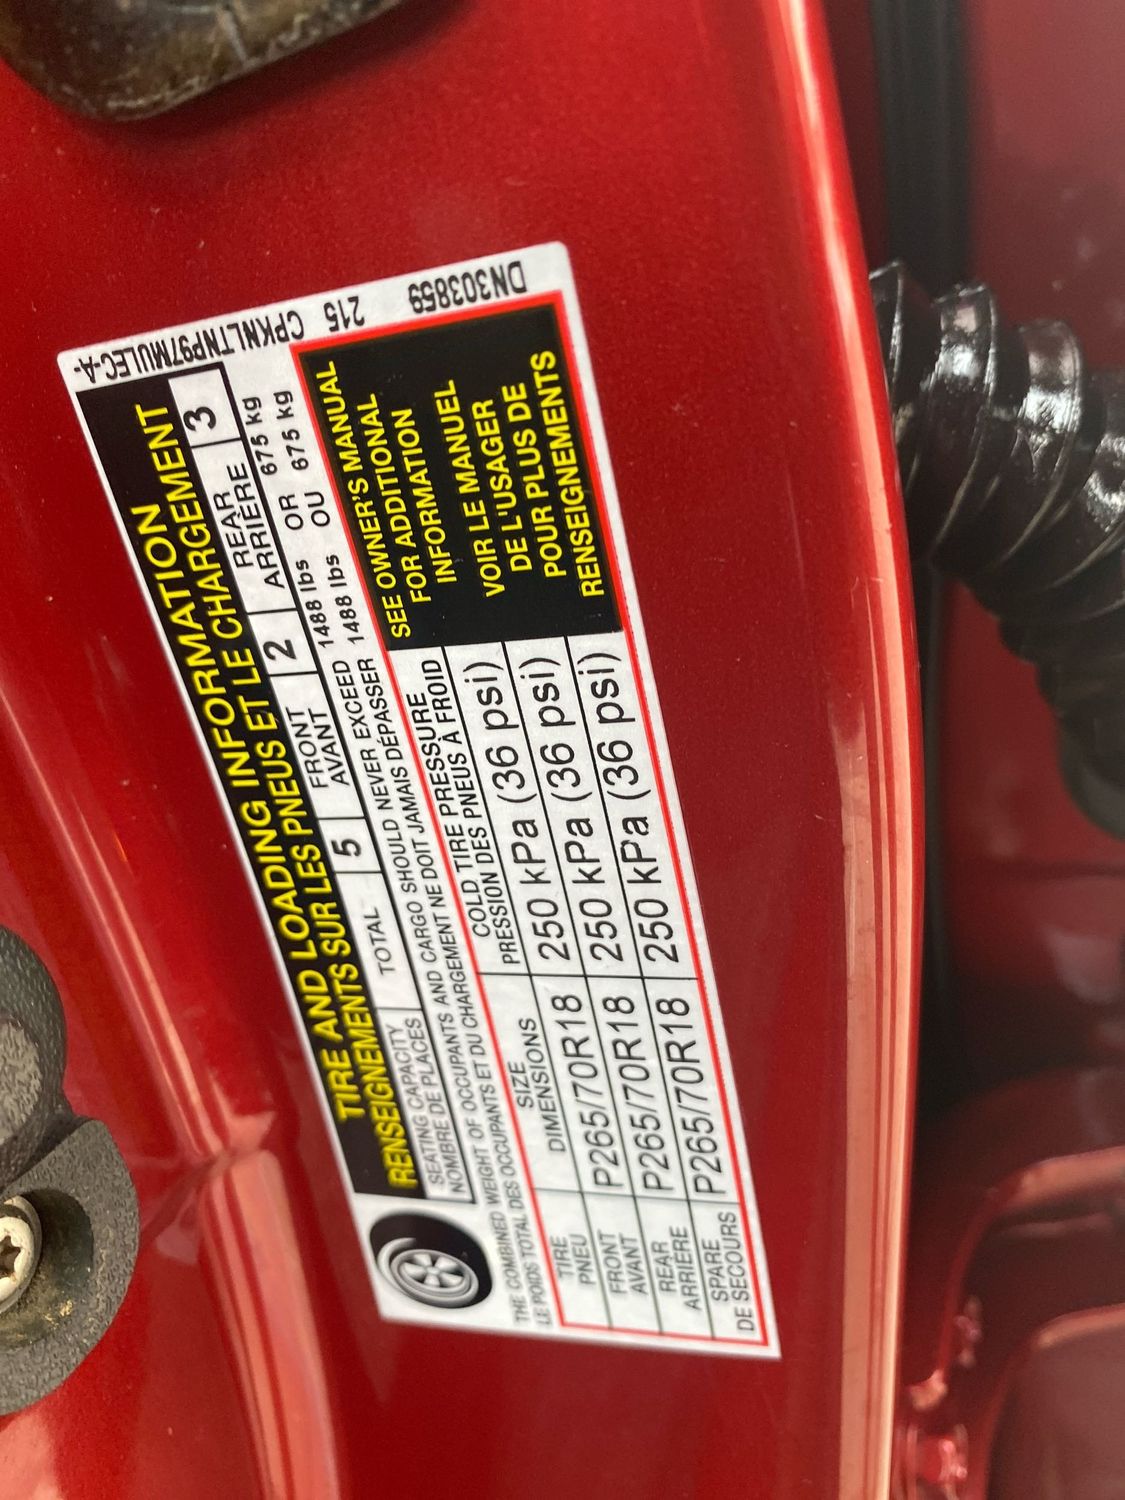 TIRE AND LOADING INFORMATION
RENSEIGNEMENTS SUR LES PNEUS ET LE CHARGEMENT
SEATING CAPACITY TOTAL 5 FRONT 2 REAR 3
NOMBRE DE PLACES AVANT ARRIÈRE
THE COMBINED WEIGHT OF OCCUPANTS AND CARGO SHOULD NEVER EXCEED 1488 lbs OR 675 kg
LE POIDS TOTAL DES OCCUPANTS ET DU CHARGEMENT NE DOIT JAMAIS DÉPASSER 1488 lbs OU 675 kg
TIRE SIZE COLD TIRE PRESSURE
PNEU DIMENSIONS PRESSION DES PNEUS À FROID
FRONT P265/70R18 250 kPa (36 psi)
AVANT
REAR P265/70R18 250 kPa (36 psi)
ARRIÈRE
SPARE P265/70R18 250 kPa (36 psi)
DE SECOURS
SEE OWNER'S MANUAL
FOR ADDITIONAL
INFORMATION
VOIR LE MANUEL
DE L'USAGER
POUR PLUS DE
RENSEIGNEMENTS
CPKNLTNP97MULEC-A- 215 DN303859